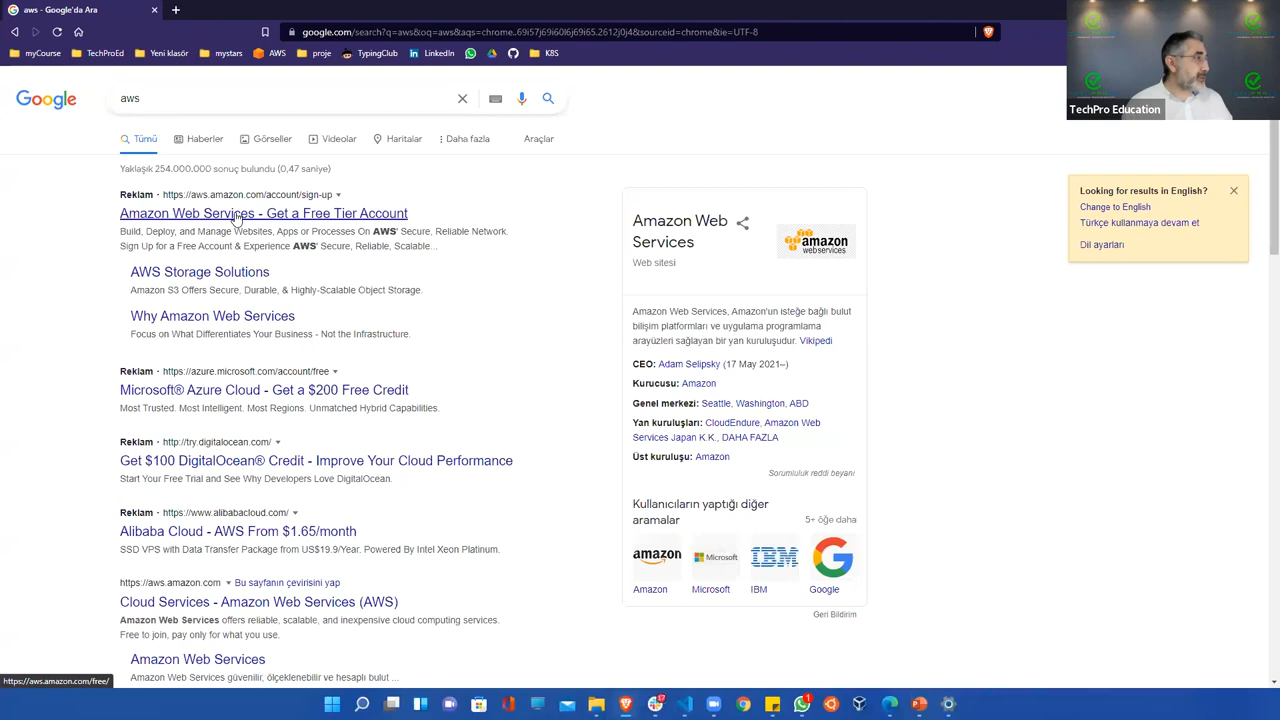 aws - Google'da Ara
google.com/search?q=aws&oq=aws&aqs=chrome..69i57j69i60l6j69i65.2612j0j4&sourceid=chrome&ie=UTF-8
myCourse TechProEd Yeni klasör mystars AWS proje TypingClub LinkedIn K8S
TechPro Education
Google aws
Tümü Haberler Görseller Videolar Haritalar Daha fazla Araçlar
Yaklaşık 254.000.000 sonuç bulundu (0,47 saniye)
Reklam · https://aws.amazon.com/account/sign-up
Amazon Web Services - Get a Free Tier Account
Build, Deploy, and Manage Websites, Apps or Processes On AWS' Secure, Reliable Network.
Sign Up for a Free Account & Experience AWS' Secure, Reliable, Scalable...
AWS Storage Solutions
Amazon S3 Offers Secure, Durable, & Highly-Scalable Object Storage.
Why Amazon Web Services
Focus on What Differentiates Your Business - Not the Infrastructure.
Reklam · https://azure.microsoft.com/account/free
Microsoft® Azure Cloud - Get a $200 Free Credit
Most Trusted. Most Intelligent. Most Regions. Unmatched Hybrid Capabilities.
Reklam · http://try.digitalocean.com/
Get $100 DigitalOcean® Credit - Improve Your Cloud Performance
Start Your Free Trial and See Why Developers Love DigitalOcean.
Reklam · https://www.alibabacloud.com/
Alibaba Cloud - AWS From $1.65/month
SSD VPS with Data Transfer Package from US$19.9/Year. Powered By Intel Xeon Platinum.
https://aws.amazon.com Bu sayfanın çevirisini yap
Cloud Services - Amazon Web Services (AWS)
Amazon Web Services offers reliable, scalable, and inexpensive cloud computing services.
Free to join, pay only for what you use.
Amazon Web Services
Amazon Web Services güvenilir, ölçeklenebilir ve hesaplı bulut ...
https://aws.amazon.com/free/
Amazon Web
Services
Web sitesi
amazon
web services
Amazon Web Services, Amazon'un isteğe bağlı bulut
bilişim platformları ve uygulama programlama
arayüzleri sağlayan bir yan kuruluşudur. Vikipedi
CEO: Adam Selipsky (17 May 2021–)
Kurucusu: Amazon
Genel merkezi: Seattle, Washington, ABD
Yan kuruluşları: CloudEndure, Amazon Web
Services Japan K.K., DAHA FAZLA
Üst kuruluşu: Amazon
Sorumluluk reddi beyanı
Kullanıcıların yaptığı diğer
aramalar
5+ öğe daha
amazon Microsoft IBM G
Amazon Microsoft IBM Google
Geri Bildirim
Looking for results in English?
Change to English
Türkçe kullanmaya devam et
Dil ayarları